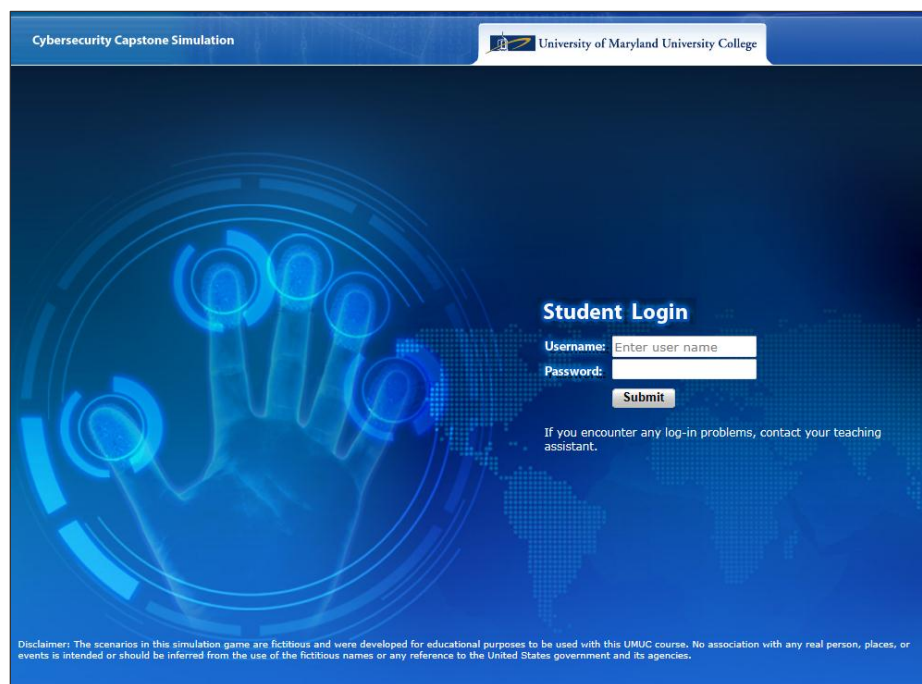 Cybersecurity Capstone Simulation
University of Maryland University College
Student Login
Username: Enter user name
Password:
Submit
If you encounter any log-in problems, contact your teaching
assistant.
Disclaimer: The scenarios in this simulation game are fictitious and were developed for educational purposes to be used with this UMUC course. No association with any real person, places, or
events is intended or should be inferred from the use of the fictitious names or any reference to the United States government and its agencies.